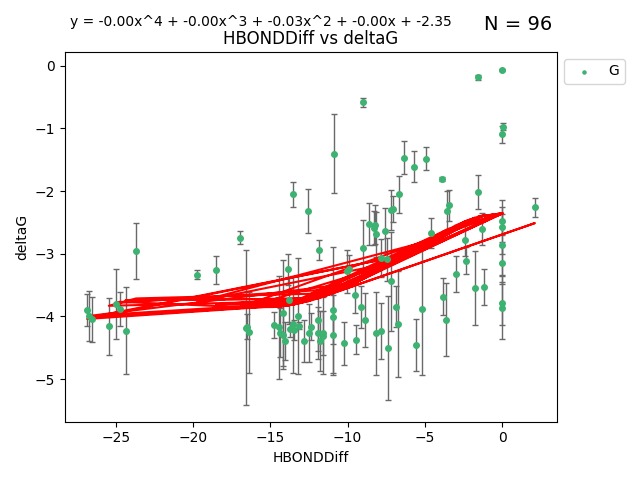 y = -0.00x^4 + -0.00x^3 + -0.03x^2 + -0.00x + -2.35
N = 96
HBONDDiff vs deltaG
G
deltaG
0
−1
−2
−3
−4
−5
−25
−20
−15
−10
−5
0
HBONDDiff